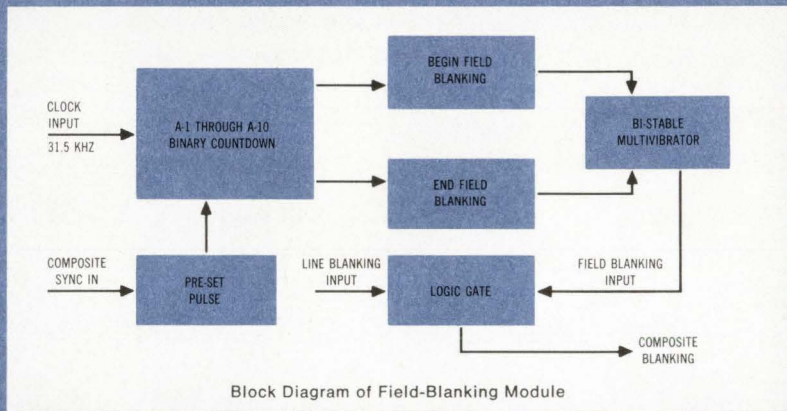 BEGIN FIELD
BLANKING
CLOCK
INPUT
31.5 KHZ
A-1 THROUGH A-10
BINARY COUNTDOWN
BI-STABLE
MULTIVIBRATOR
END FIELD
BLANKING
COMPOSITE
SYNC IN
PRE-SET
PULSE
LINE BLANKING
INPUT
LOGIC GATE
FIELD BLANKING
INPUT
COMPOSITE
BLANKING
Block Diagram of Field-Blanking Module